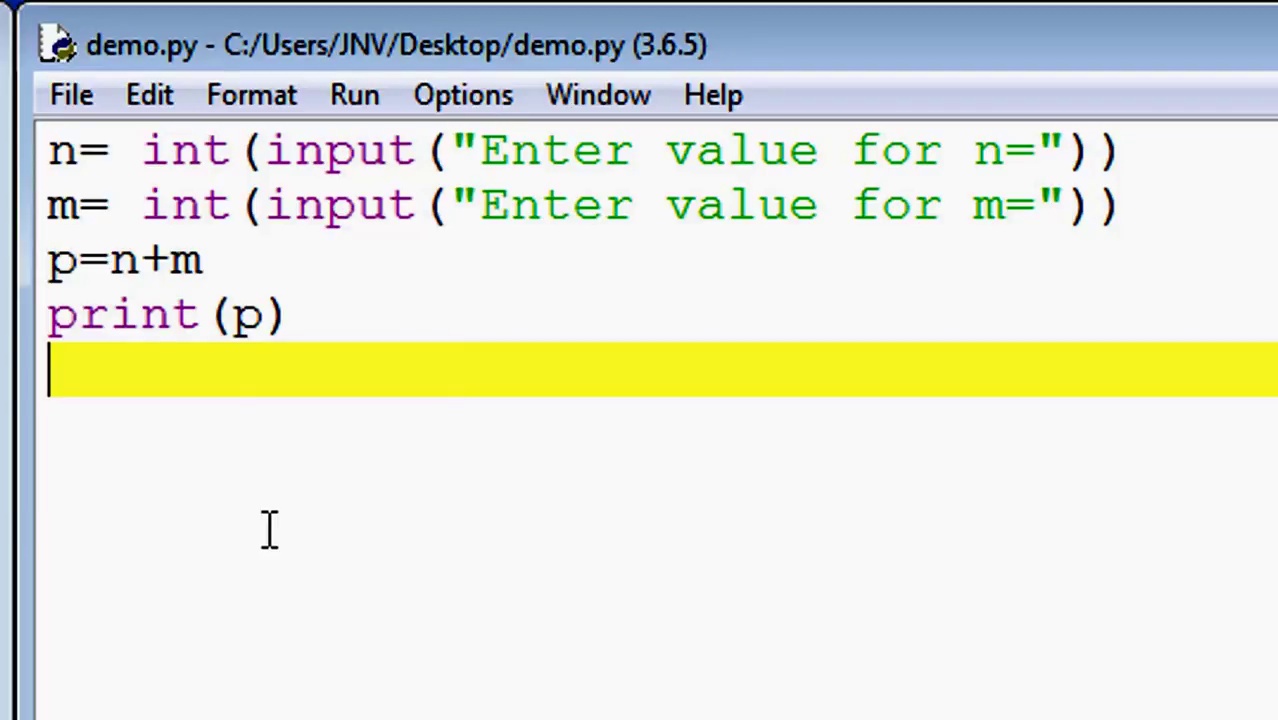 demo.py - C:/Users/JNV/Desktop/demo.py (3.6.5)
File Edit Format Run Options Window Help
n= int(input("Enter value for n="))
m= int(input("Enter value for m="))
p=n+m
print(p)